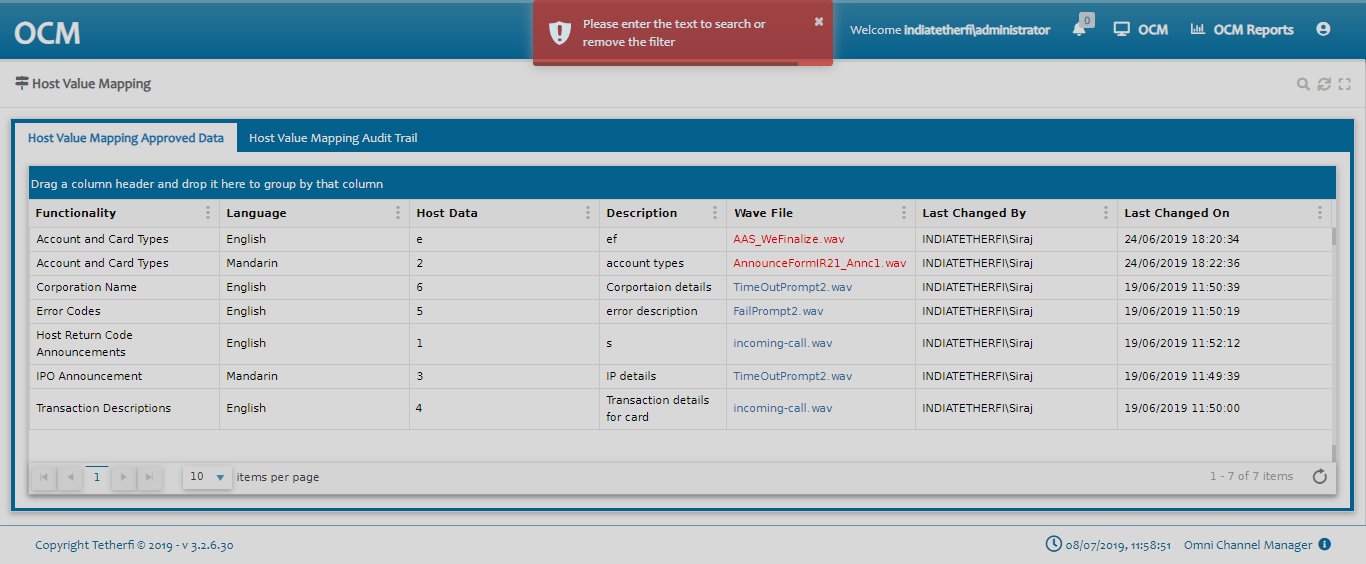 OCM
Please enter the text to search or
remove the filter
Welcome indiatetherfi\administrator
0
OCM
OCM Reports
Host Value Mapping
Host Value Mapping Approved Data
Host Value Mapping Audit Trail
Drag a column header and drop it here to group by that column
Functionality Language Host Data Description Wave File Last Changed By Last Changed On
Account and Card Types English e ef AAS_WeFinalize.wav INDIATETHERFI\Siraj 24/06/2019 18:20:34
Account and Card Types Mandarin 2 account types AnnounceFormIR21_Annc1.wav INDIATETHERFI\Siraj 24/06/2019 18:22:36
Corporation Name English 6 Corportaion details TimeOutPrompt2.wav INDIATETHERFI\Siraj 19/06/2019 11:50:39
Error Codes English 5 error description FailPrompt2.wav INDIATETHERFI\Siraj 19/06/2019 11:50:19
Host Return Code
Announcements English 1 s incoming-call.wav INDIATETHERFI\Siraj 19/06/2019 11:52:12
IPO Announcement Mandarin 3 IP details TimeOutPrompt2.wav INDIATETHERFI\Siraj 19/06/2019 11:49:39
Transaction Descriptions English 4 Transaction details
for card incoming-call.wav INDIATETHERFI\Siraj 19/06/2019 11:50:00
1 10 items per page 1 - 7 of 7 items
Copyright Tetherfi © 2019 - v 3.2.6.30
08/07/2019, 11:58:51 Omni Channel Manager